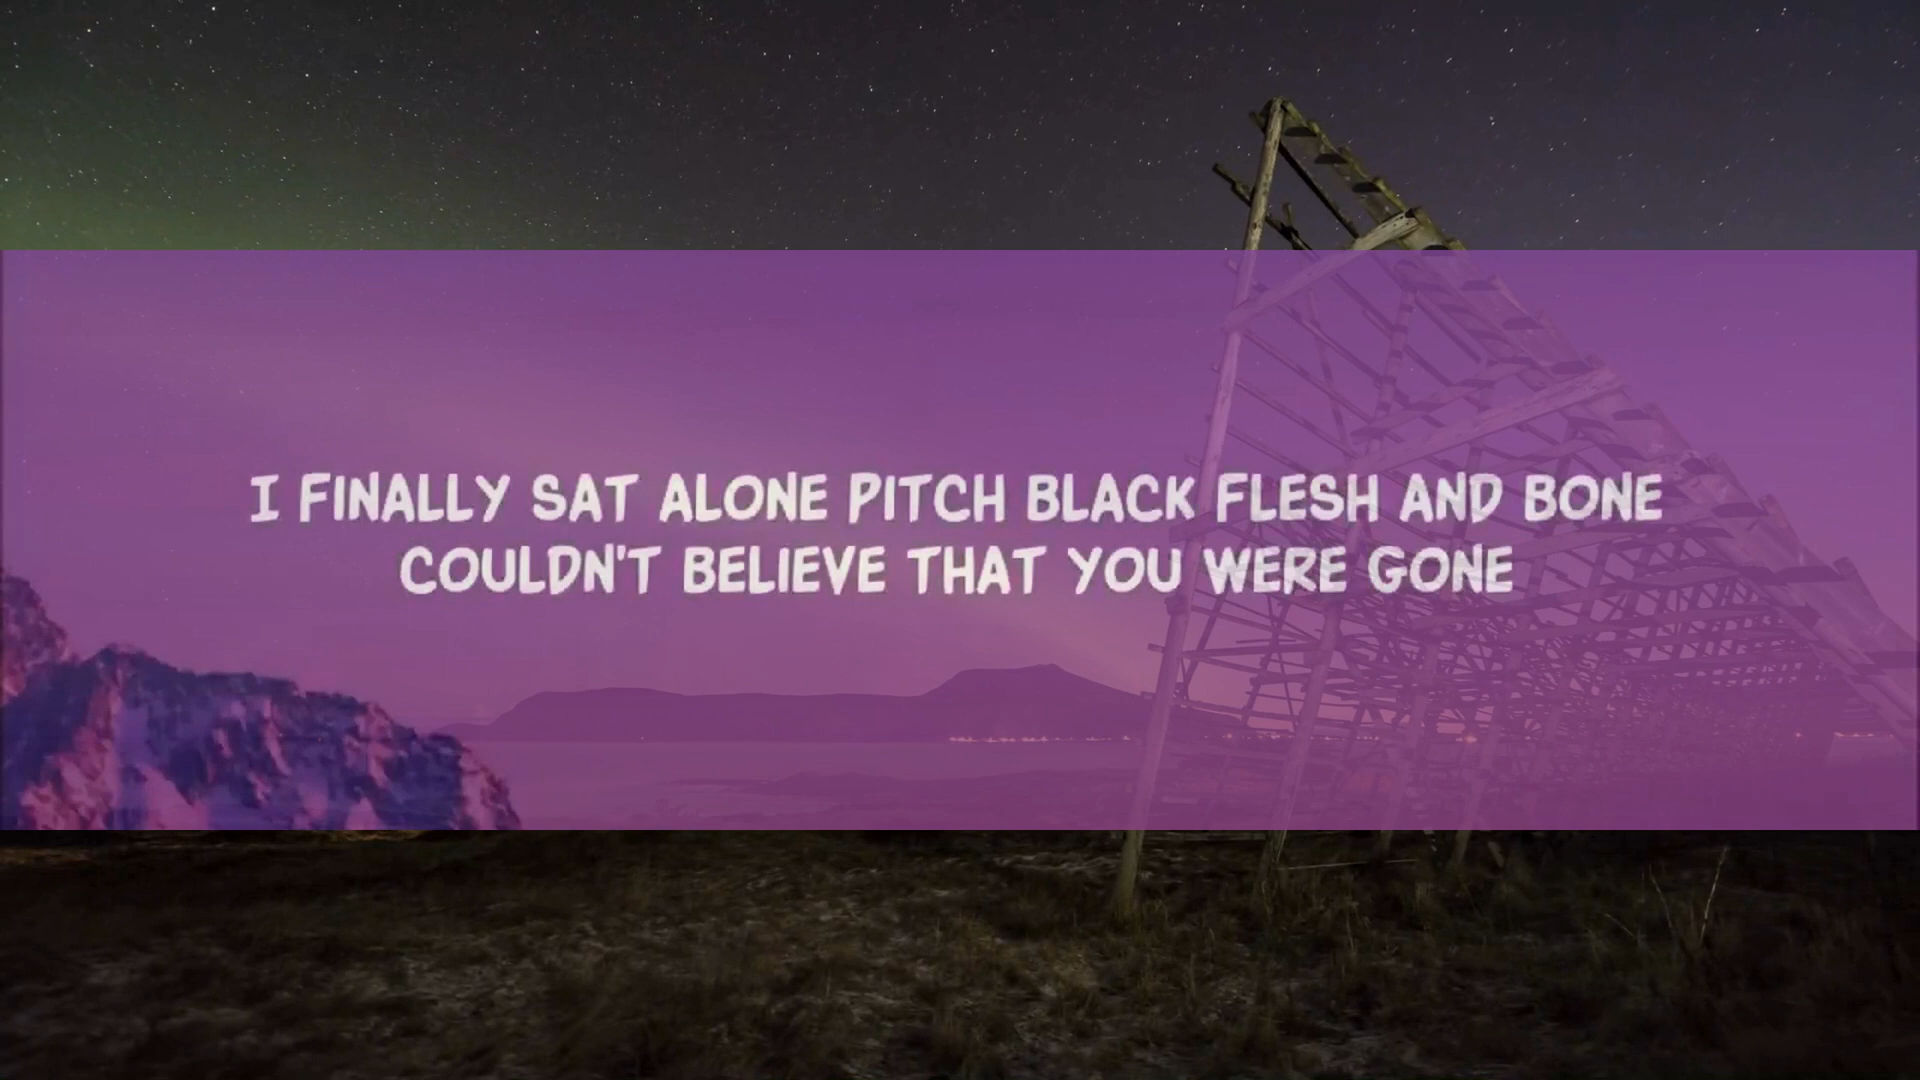 I FINALLY SAT ALONE PITCH BLACK FLESH AND BONE
COULDN'T BELIEVE THAT YOU WERE GONE